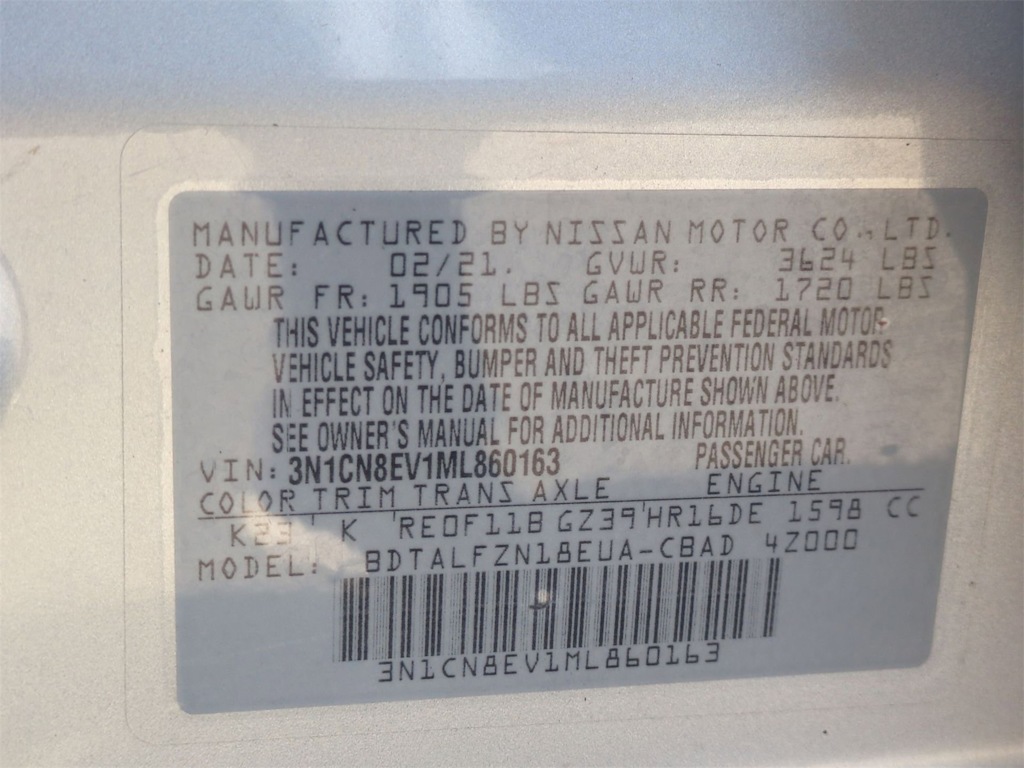 MANUFACTURED BY NISSAN MOTOR CO., LTD.
DATE: 02/21. GVWR: 3624 LBS
GAWR FR: 1905 LBS GAWR RR: 1720 LBS
THIS VEHICLE CONFORMS TO ALL APPLICABLE FEDERAL MOTOR
VEHICLE SAFETY, BUMPER AND THEFT PREVENTION STANDARDS
IN EFFECT ON THE DATE OF MANUFACTURE SHOWN ABOVE.
SEE OWNER'S MANUAL FOR ADDITIONAL INFORMATION.
VIN: 3N1CN8EV1ML860163 PASSENGER CAR.
COLOR TRIM TRANS AXLE ENGINE
K23 ' K 'RE0F11B GZ39'HR16DE 1598 CC
MODEL: BDTALFZN18EUA-CBAD 4Z000
3N1CN8EV1ML860163